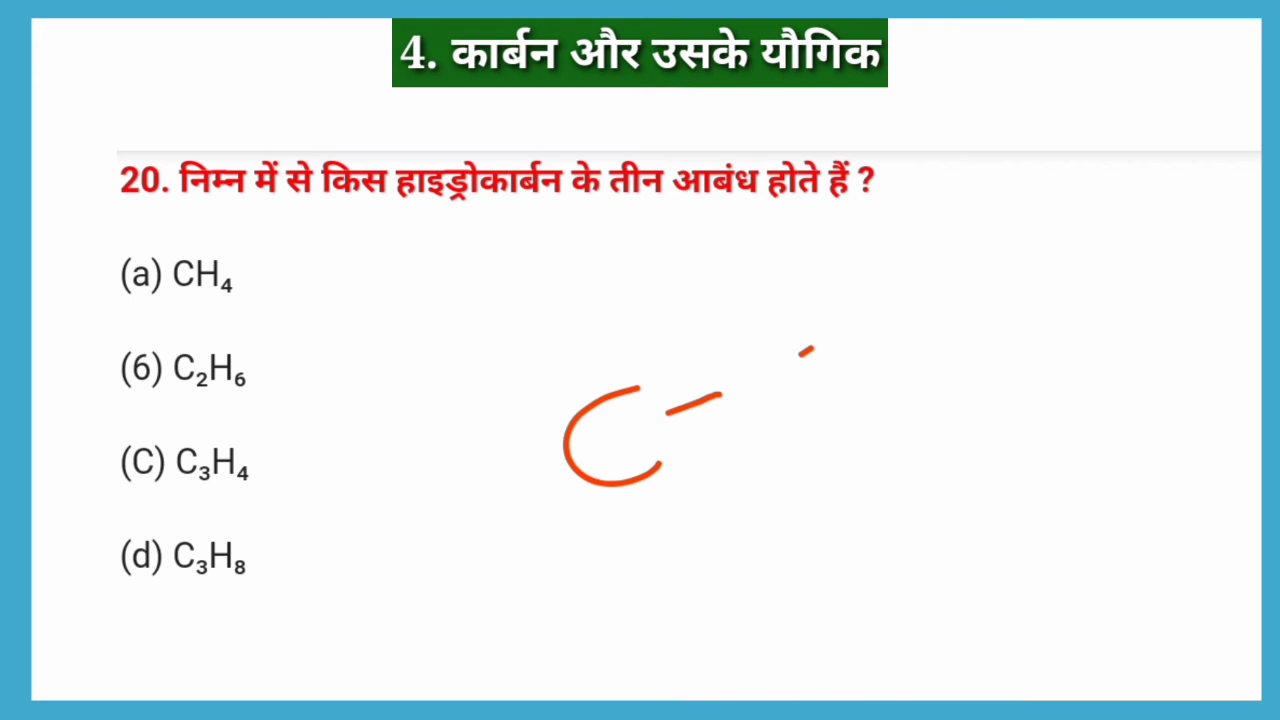 4. कार्बन और उसके यौगिक
20. निम्न में से किस हाइड्रोकार्बन के तीन आबंध होते हैं ?
(a) CH₄
(6) C₂H₆
(C) C₃H₄
(d) C₃H₈
C -